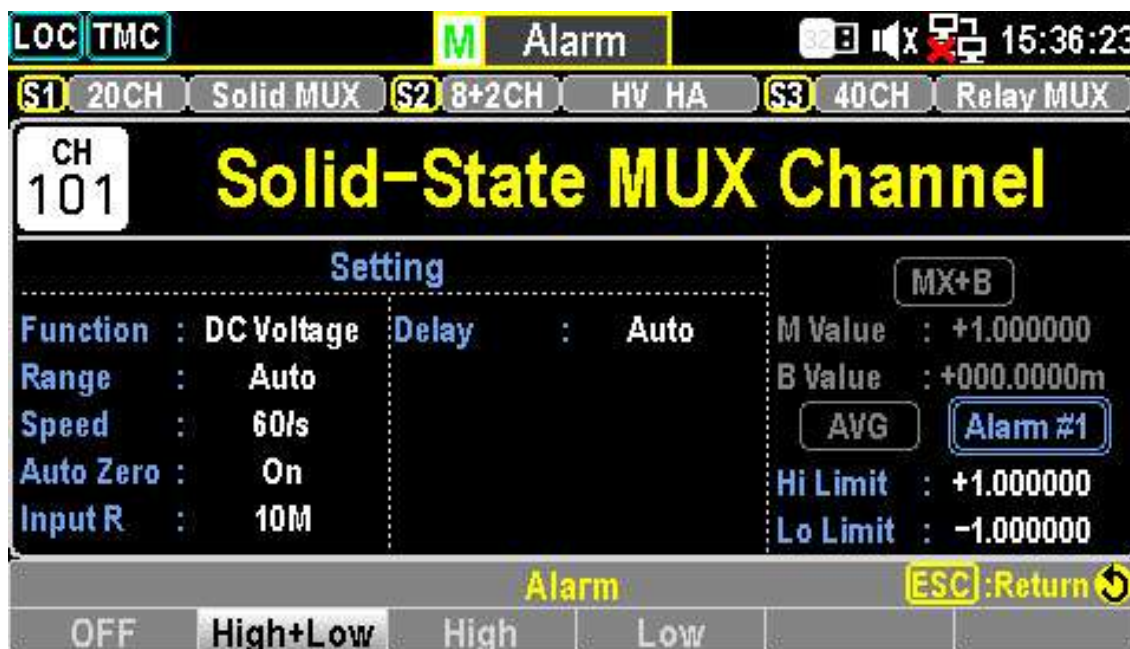 LOC TMC M Alarm 32 15:36:23
S1 20CH Solid MUX S2 8+2CH HV HA S3 40CH Relay MUX
CH
101
Solid-State MUX Channel
Setting
Function : DC Voltage
Range : Auto
Speed : 60/s
Auto Zero : On
Input R : 10M
Delay : Auto
MX+B
M Value : +1.000000
B Value : +000.0000m
AVG Alarm #1
Hi Limit : +1.000000
Lo Limit : -1.000000
Alarm ESC :Return
OFF High+Low High Low